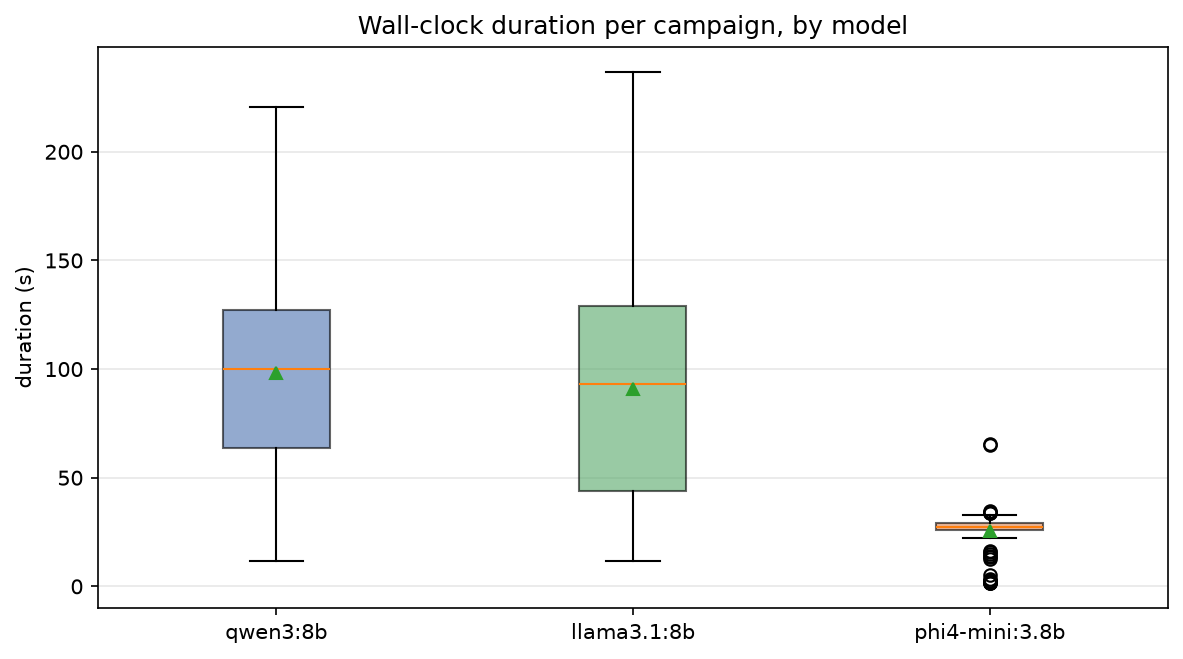 Wall-clock duration per campaign, by model
duration (s)
200
150
100
50
0
qwen3:8b
llama3.1:8b
phi4-mini:3.8b